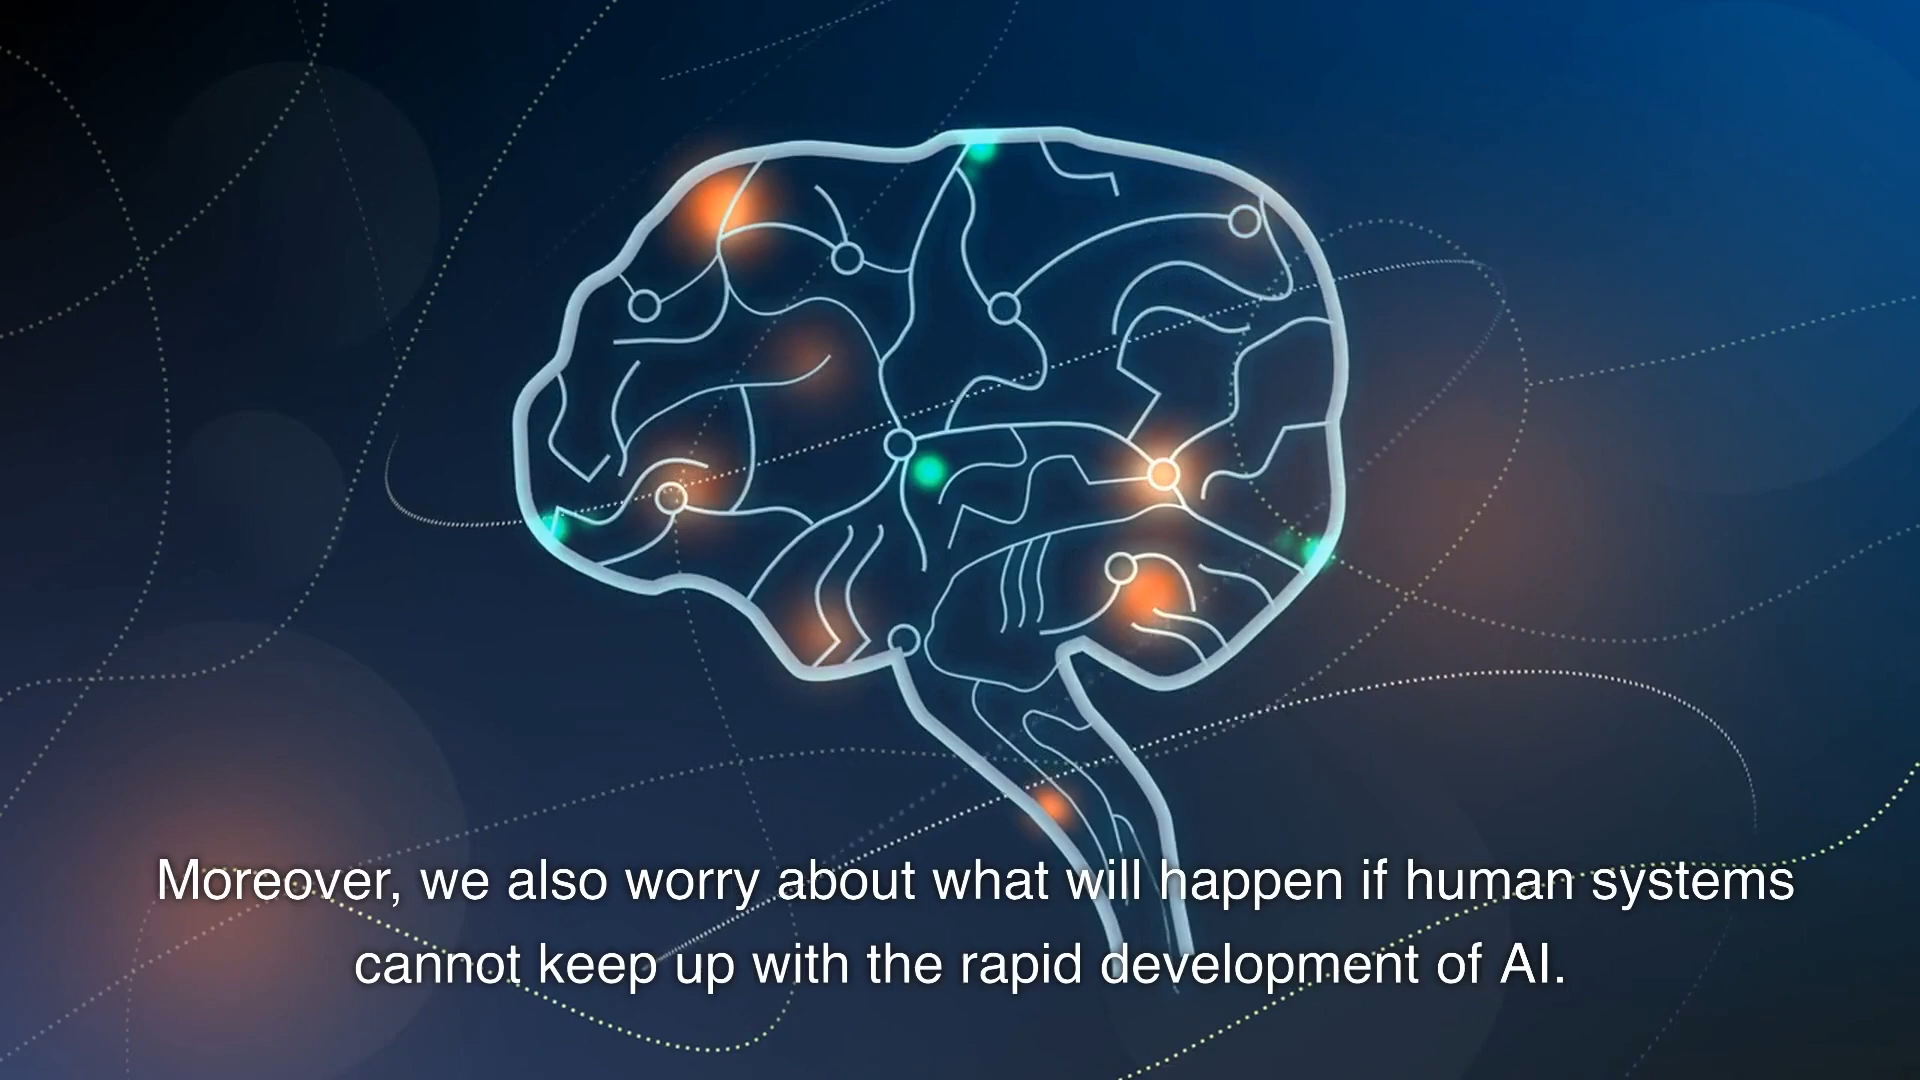 Moreover, we also worry about what will happen if human systems
cannot keep up with the rapid development of AI.